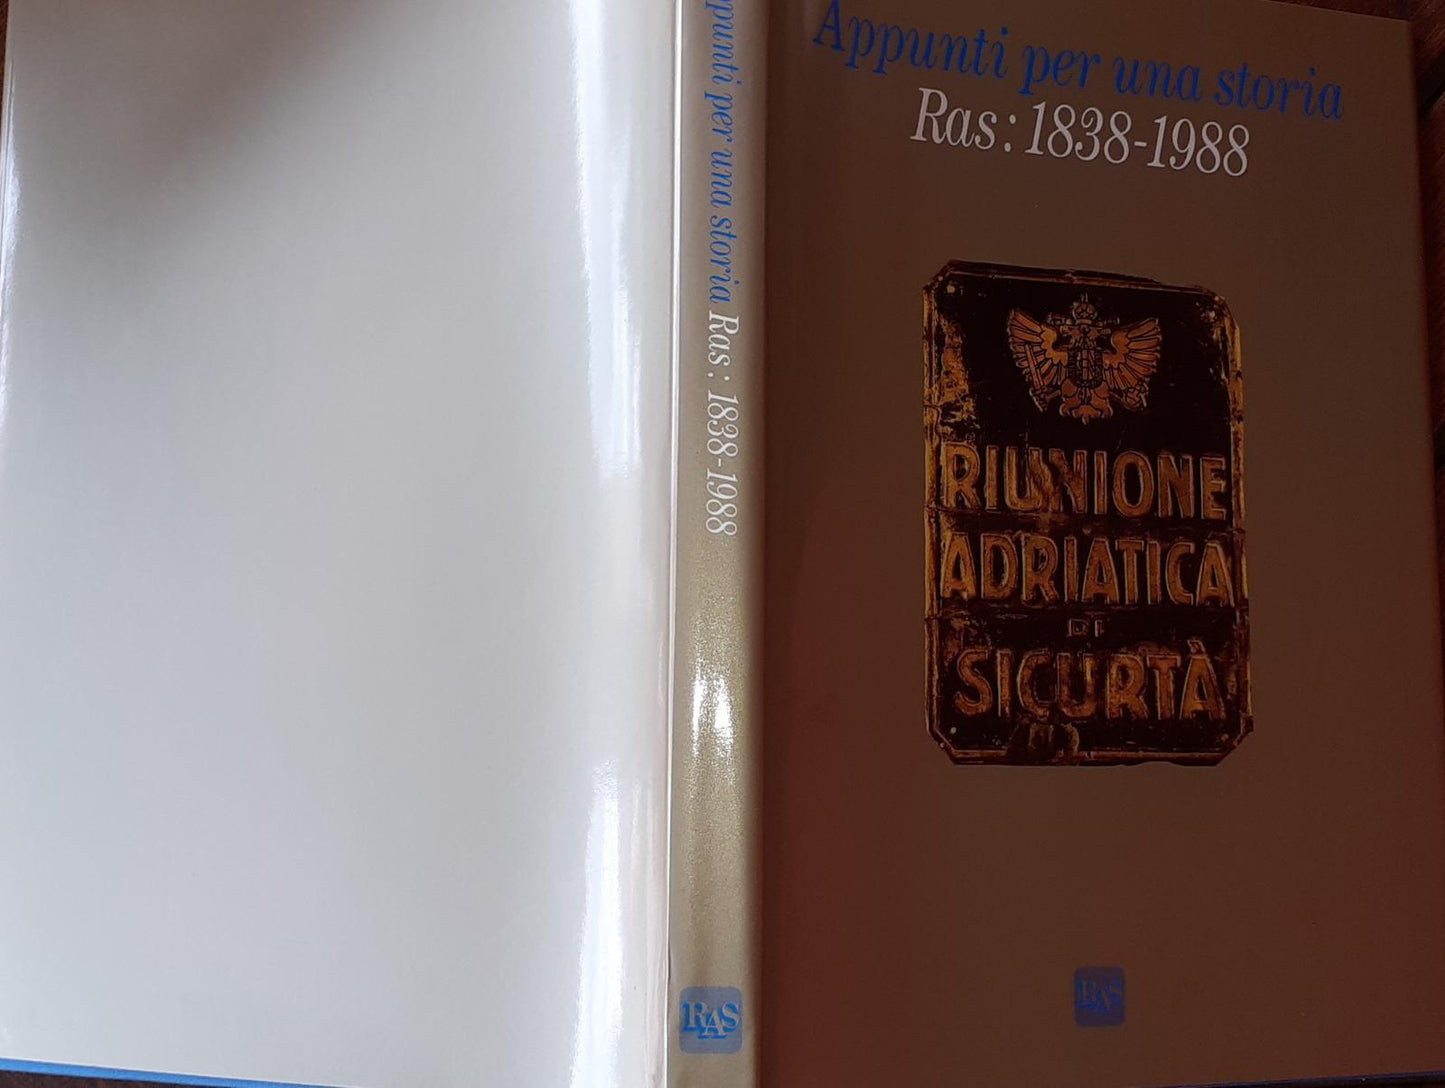 ppunti per una storia Ras: 1838-1988
RAS
Appunti per una storia
Ras: 1838-1988
RIUNIONE
ADRIATICA
DI
SICURTÀ
RAS